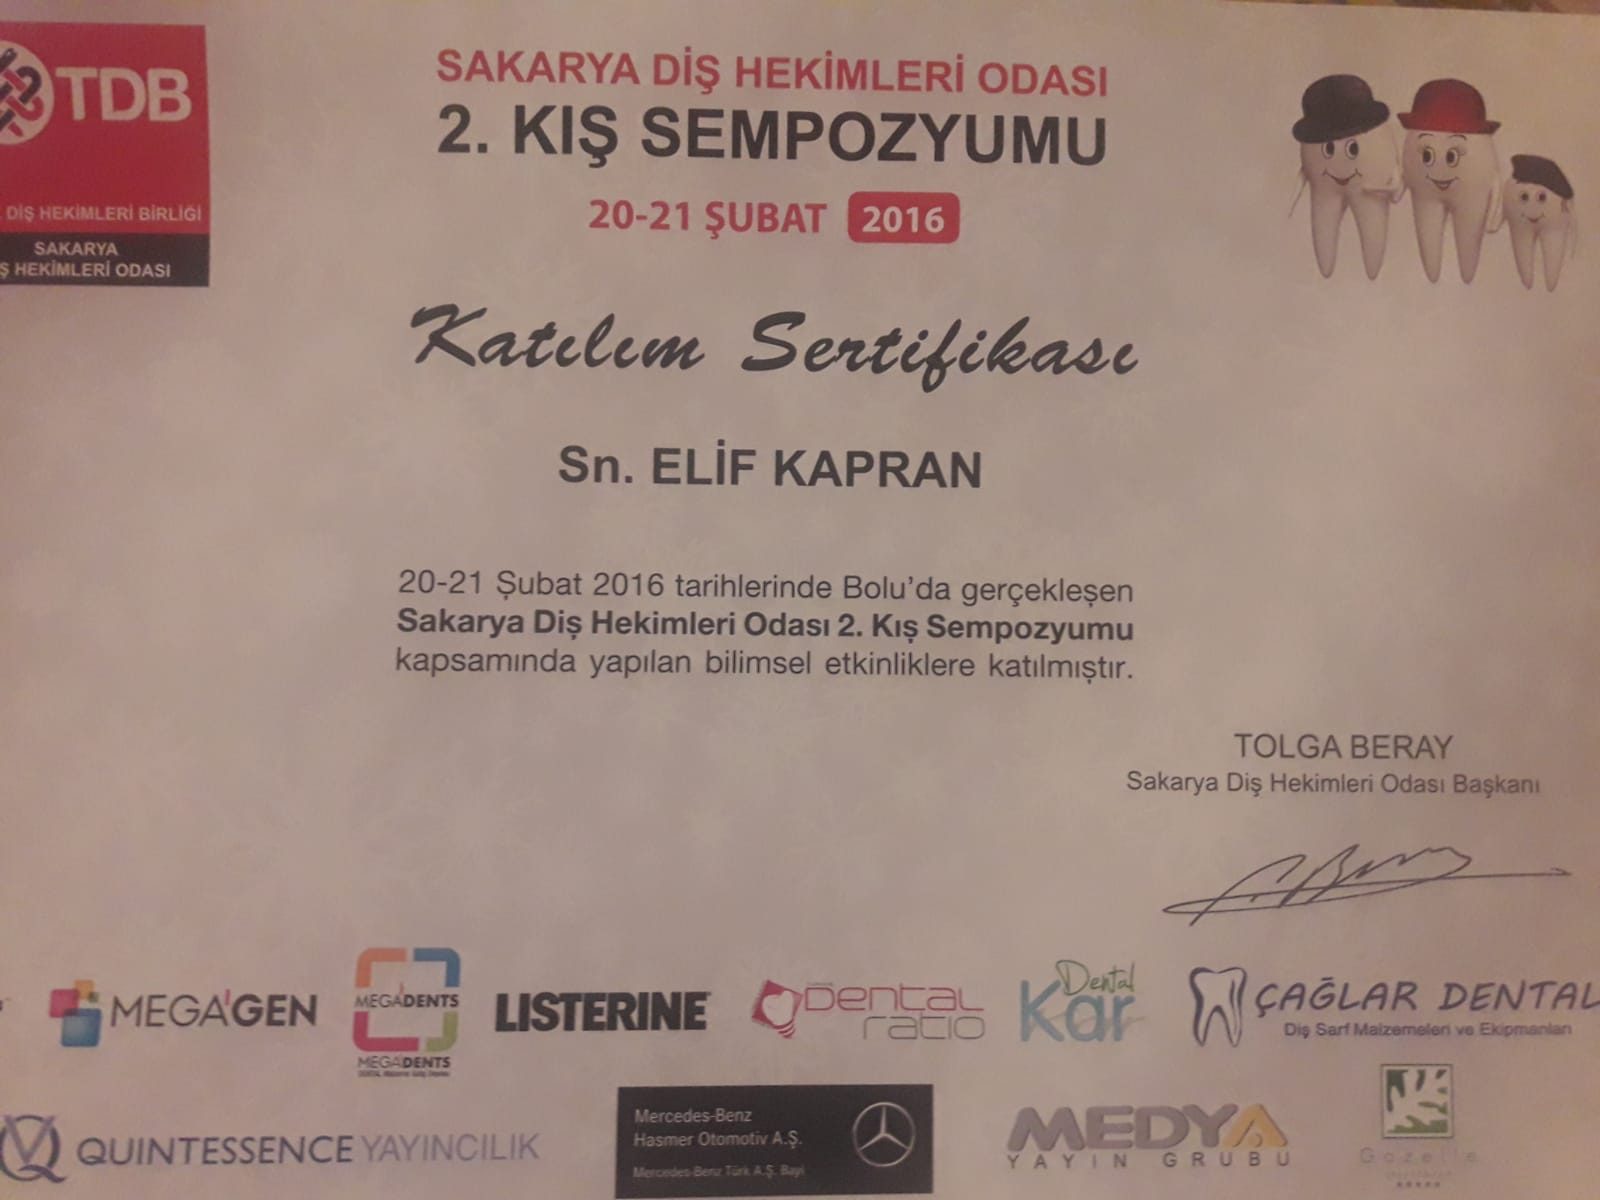 TDB
DİŞ HEKİMLERİ BİRLİĞİ
SAKARYA
Ş HEKİMLERİ ODASI
SAKARYA DİŞ HEKİMLERİ ODASI
2. KIŞ SEMPOZYUMU
20-21 ŞUBAT 2016
Katılım Sertifikası
Sn. ELİF KAPRAN
20-21 Şubat 2016 tarihlerinde Bolu'da gerçekleşen
Sakarya Diş Hekimleri Odası 2. Kış Sempozyumu
kapsamında yapılan bilimsel etkinliklere katılmıştır.
TOLGA BERAY
Sakarya Diş Hekimleri Odası Başkanı
MEGA'GEN
MEGADENTS
MEGADENTS
LISTERINE
Dental
ratio
Dental
Kar
ÇAĞLAR DENTAL
Diş Sarf Malzemeleri ve Ekipmanları
QUINTESSENCE YAYINCILIK
Mercedes-Benz
Hasmer Otomotiv A.Ş.
Mercedes-Benz Türk A.Ş. Bayi
MEDYA
YAYIN GRUBU
Gazelle